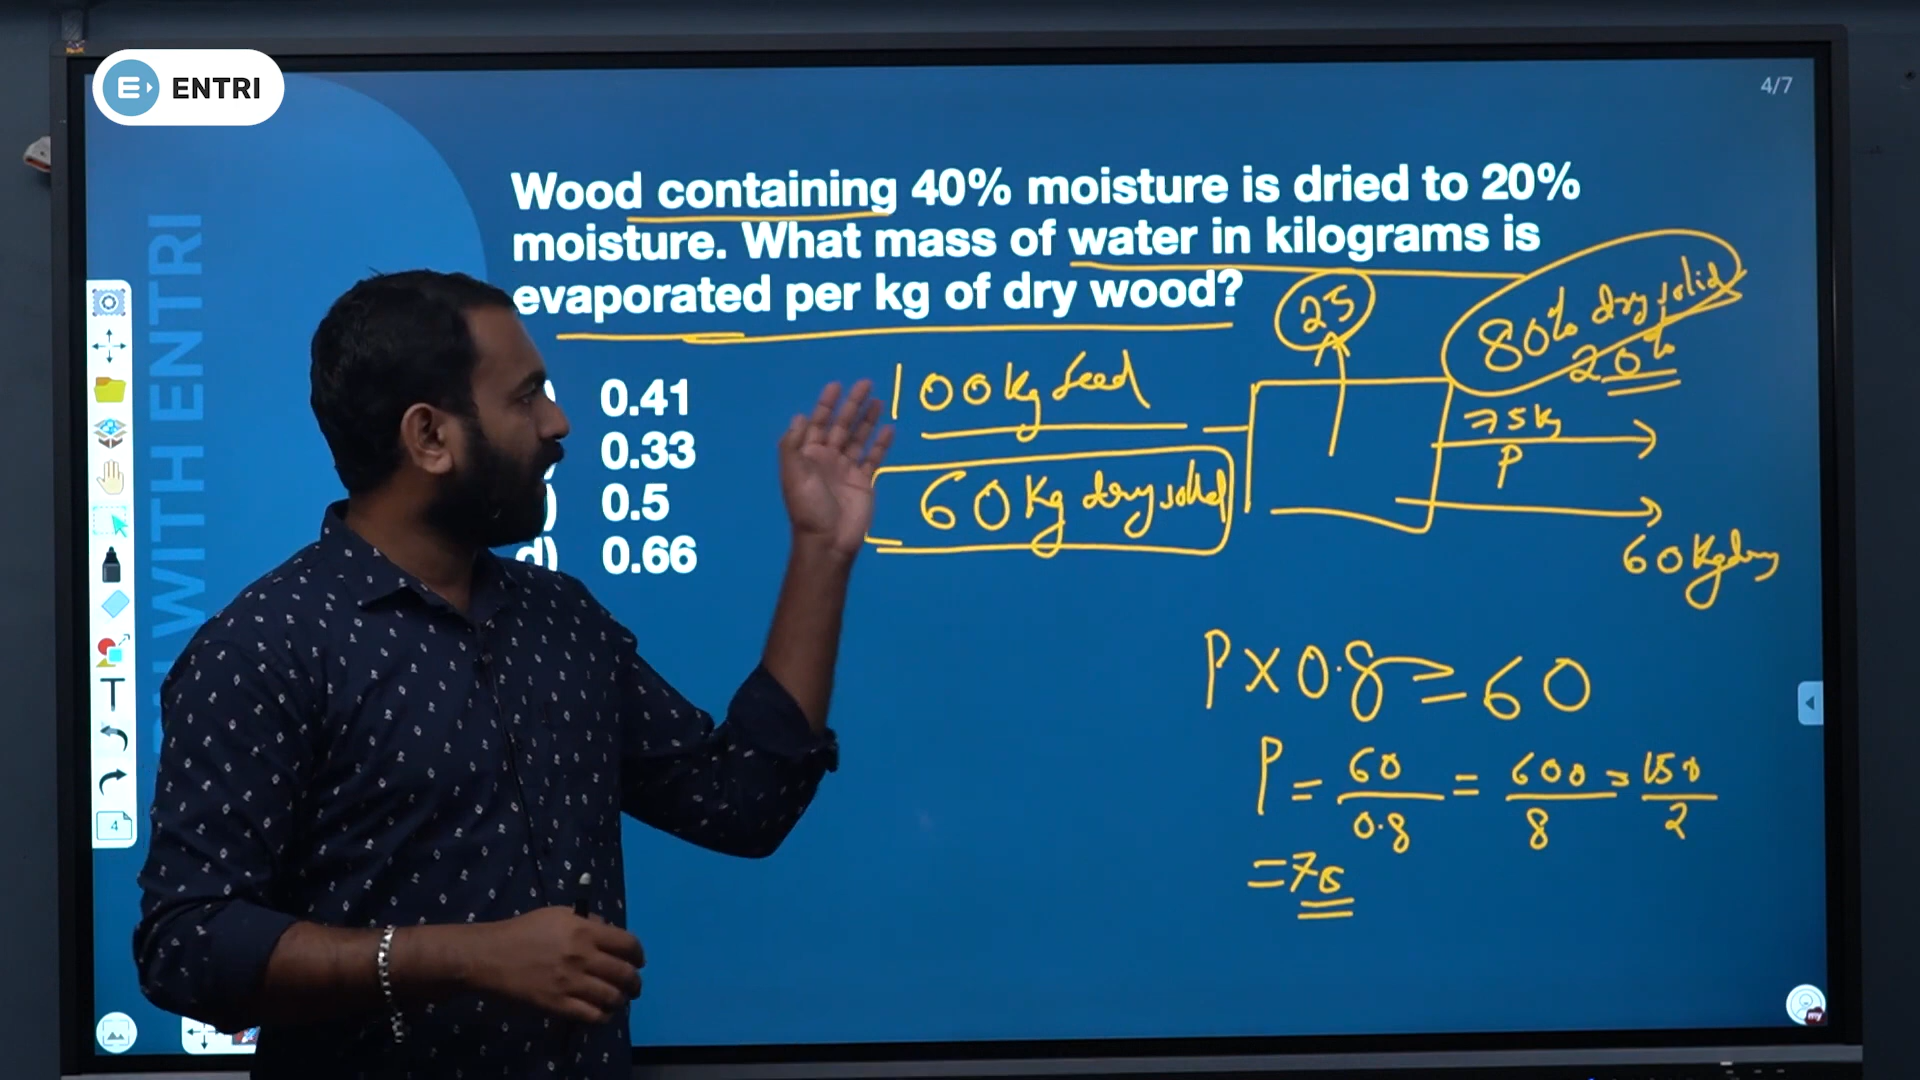 ENTRI
4/7
Wood containing 40% moisture is dried to 20%
moisture. What mass of water in kilograms is
evaporated per kg of dry wood?
0.41
0.33
0.5
d) 0.66
WITH ENTRI
25
80% dry solid
20%
100 Kg feed
75 Kg
P
60 Kg dry solid
60 Kg dry
P X 0.8 = 60
P = 60/0.8 = 600/8 = 150/2
= 75
T
4
my